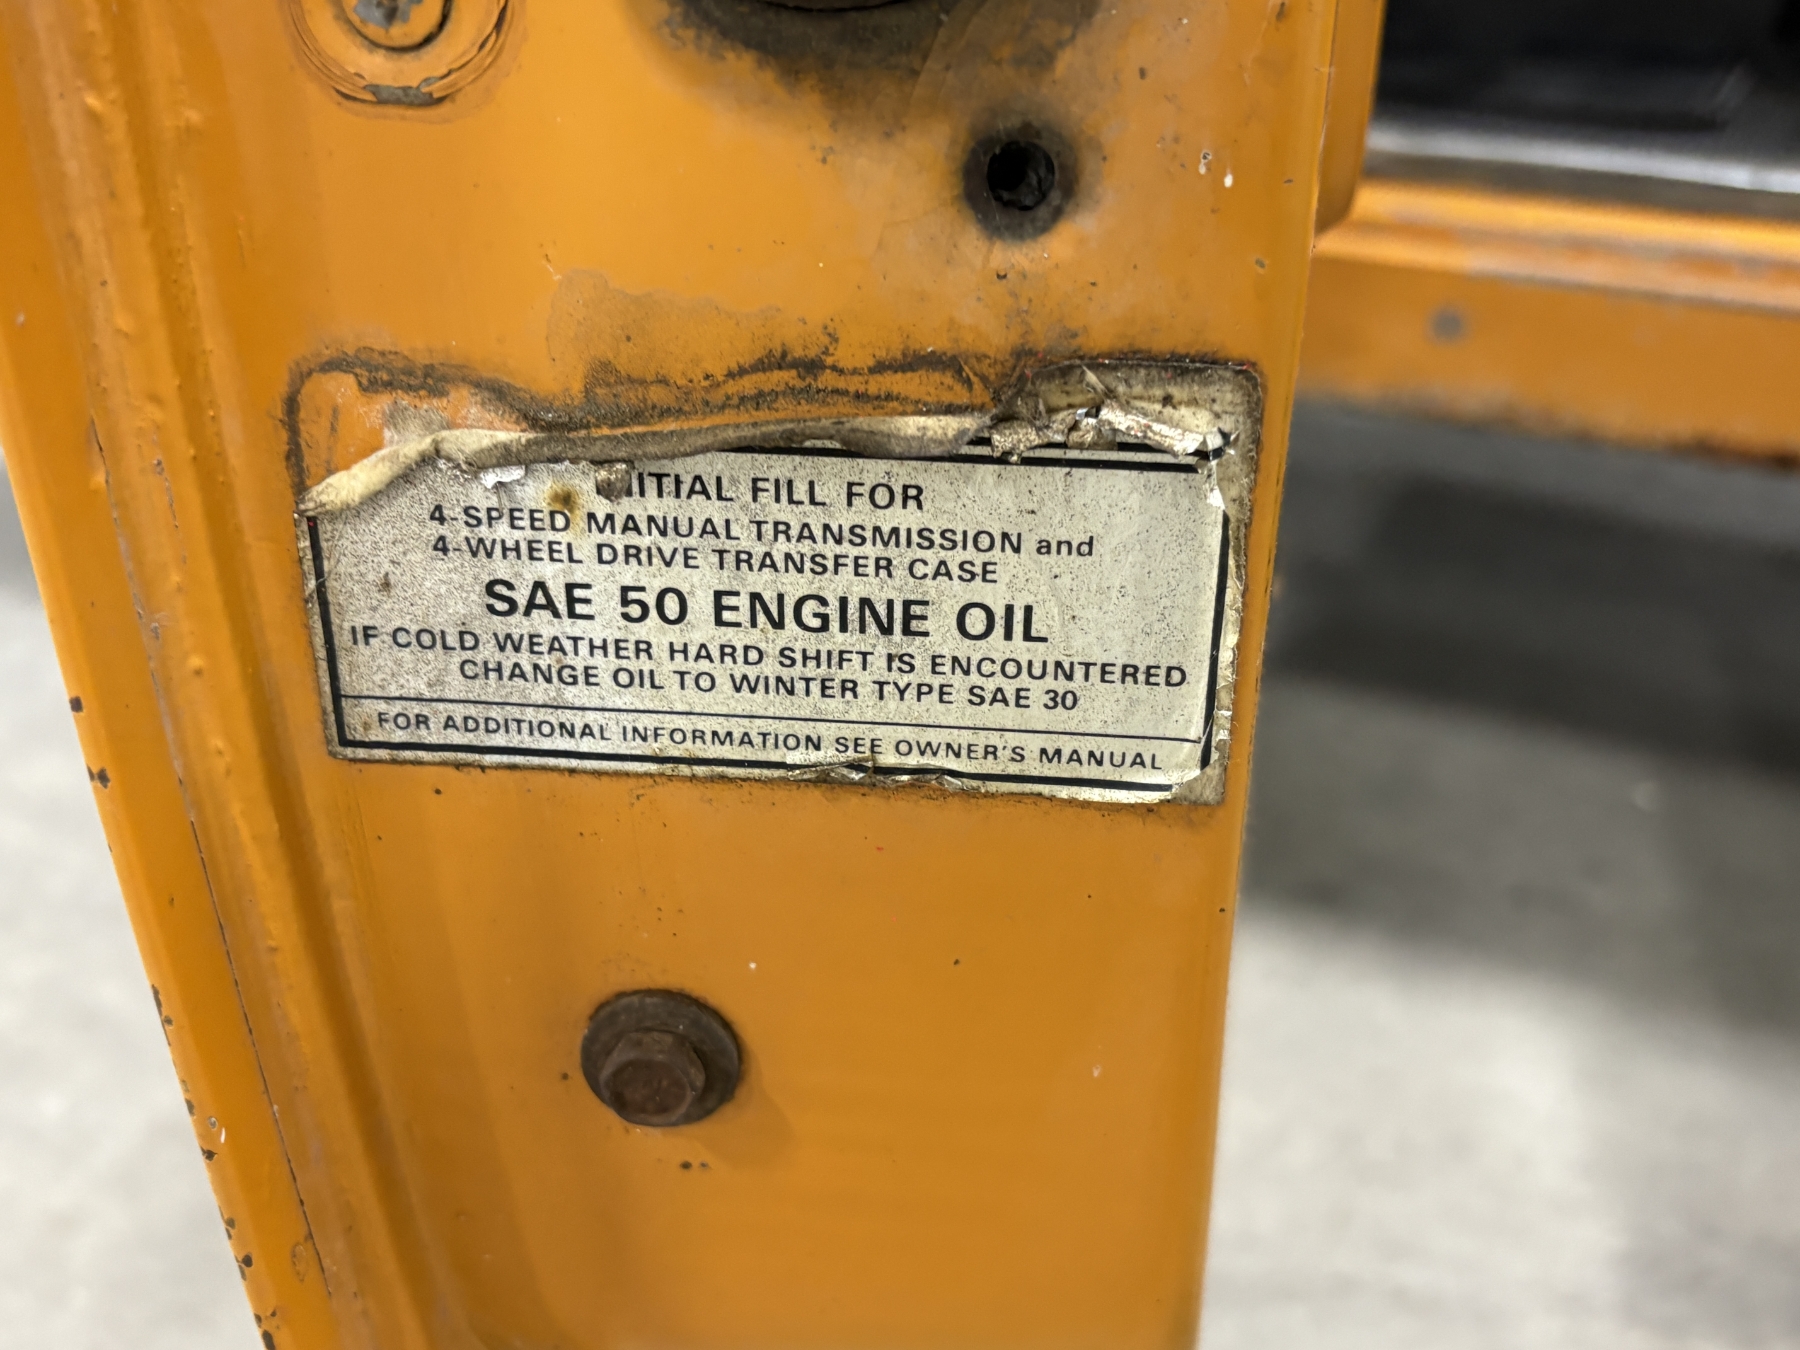 INITIAL FILL FOR
4-SPEED MANUAL TRANSMISSION and
4-WHEEL DRIVE TRANSFER CASE
SAE 50 ENGINE OIL
IF COLD WEATHER HARD SHIFT IS ENCOUNTERED
CHANGE OIL TO WINTER TYPE SAE 30
FOR ADDITIONAL INFORMATION SEE OWNER'S MANUAL